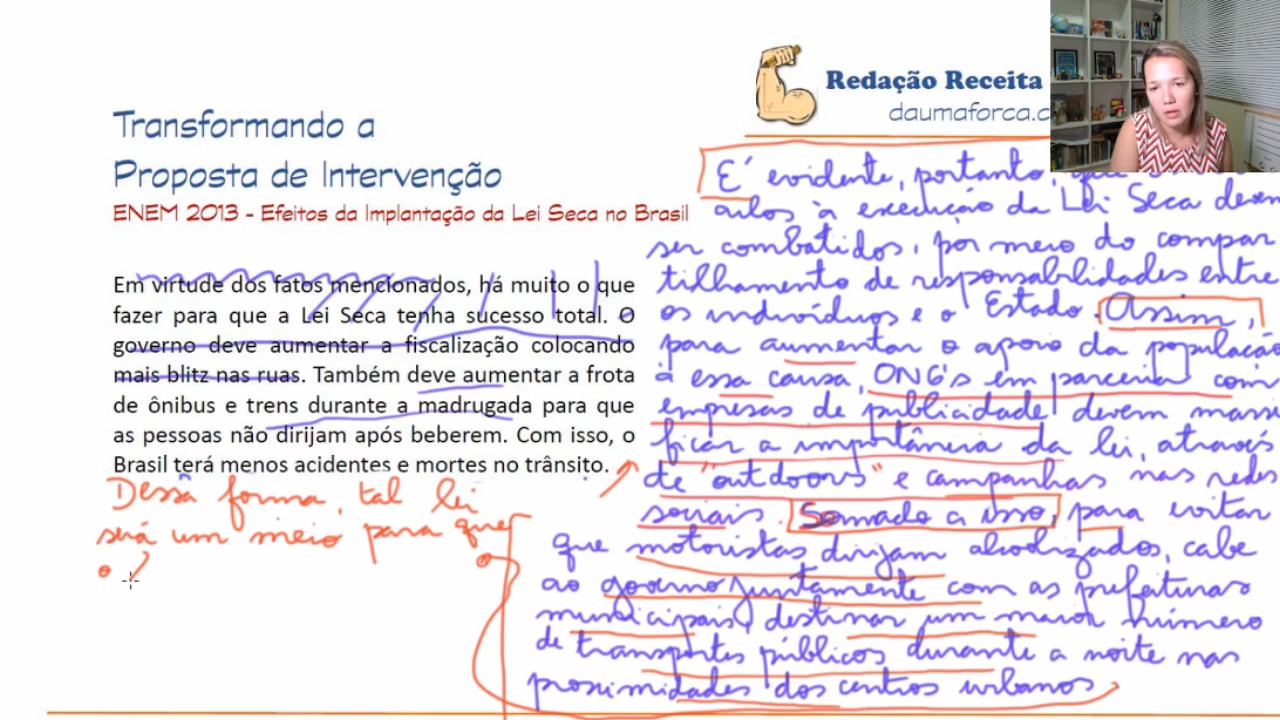 Redação Receita
daumaforca.c
Transformando a
Proposta de Intervenção
ENEM 2013 - Efeitos da Implantação da Lei Seca no Brasil
Em virtude dos fatos mencionados, há muito o que
fazer para que a Lei Seca tenha sucesso total. O
governo deve aumentar a fiscalização colocando
mais blitz nas ruas. Também deve aumentar a frota
de ônibus e trens durante a madrugada para que
as pessoas não dirijam após beberem. Com isso, o
Brasil terá menos acidentes e mortes no trânsito.
Dessa forma, tal lei
será um meio para que
o
É evidente, portanto, que
culos à execução da Lei Seca devem
ser combatidos, por meio do compar
tilhamento de responsabilidades entre
os indivíduos e o Estado. Assim,
para aumentar o apoio da população
à essa causa, ONG's em parceria com
empresas de publicidade devem massi
ficar a importância da lei, através
de "outdoors" e campanhas nas redes
sociais. Somado a isso, para evitar
que motoristas dirijam alcoolizados, cabe
ao governo juntamente com as prefeituras
municipais, destinar um maior número
de transportes públicos durante a noite nas
proximidades dos centros urbanos